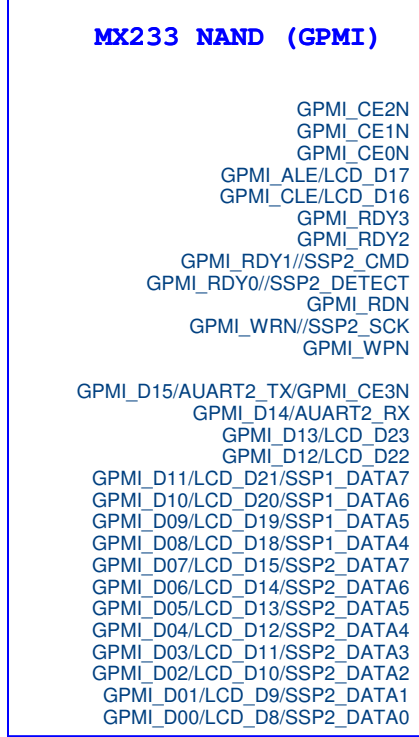 MX233 NAND (GPMI)
GPMI_CE2N
GPMI_CE1N
GPMI_CE0N
GPMI_ALE/LCD_D17
GPMI_CLE/LCD_D16
GPMI_RDY3
GPMI_RDY2
GPMI_RDY1//SSP2_CMD
GPMI_RDY0//SSP2_DETECT
GPMI_RDN
GPMI_WRN//SSP2_SCK
GPMI_WPN
GPMI_D15/AUART2_TX/GPMI_CE3N
GPMI_D14/AUART2_RX
GPMI_D13/LCD_D23
GPMI_D12/LCD_D22
GPMI_D11/LCD_D21/SSP1_DATA7
GPMI_D10/LCD_D20/SSP1_DATA6
GPMI_D09/LCD_D19/SSP1_DATA5
GPMI_D08/LCD_D18/SSP1_DATA4
GPMI_D07/LCD_D15/SSP2_DATA7
GPMI_D06/LCD_D14/SSP2_DATA6
GPMI_D05/LCD_D13/SSP2_DATA5
GPMI_D04/LCD_D12/SSP2_DATA4
GPMI_D03/LCD_D11/SSP2_DATA3
GPMI_D02/LCD_D10/SSP2_DATA2
GPMI_D01/LCD_D9/SSP2_DATA1
GPMI_D00/LCD_D8/SSP2_DATA0